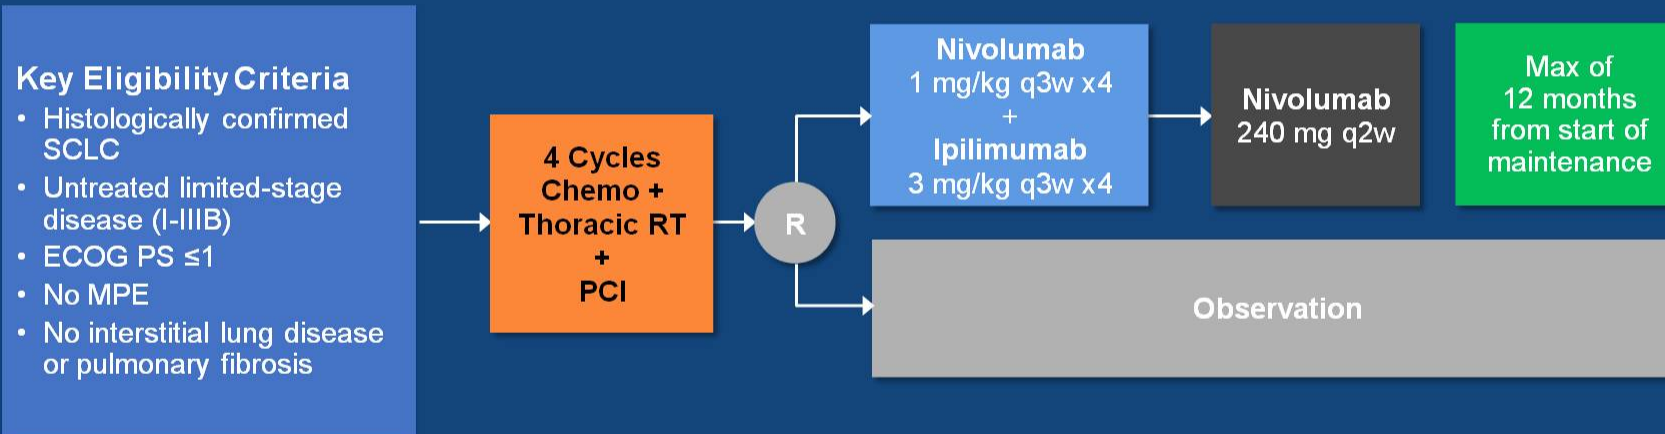 Key Eligibility Criteria
• Histologically confirmed
SCLC
• Untreated limited-stage
disease (I-IIIB)
• ECOG PS ≤1
• No MPE
• No interstitial lung disease
or pulmonary fibrosis
4 Cycles
Chemo +
Thoracic RT
+
PCI
R
Nivolumab
1 mg/kg q3w x4
+
Ipilimumab
3 mg/kg q3w x4
Nivolumab
240 mg q2w
Max of
12 months
from start of
maintenance
Observation